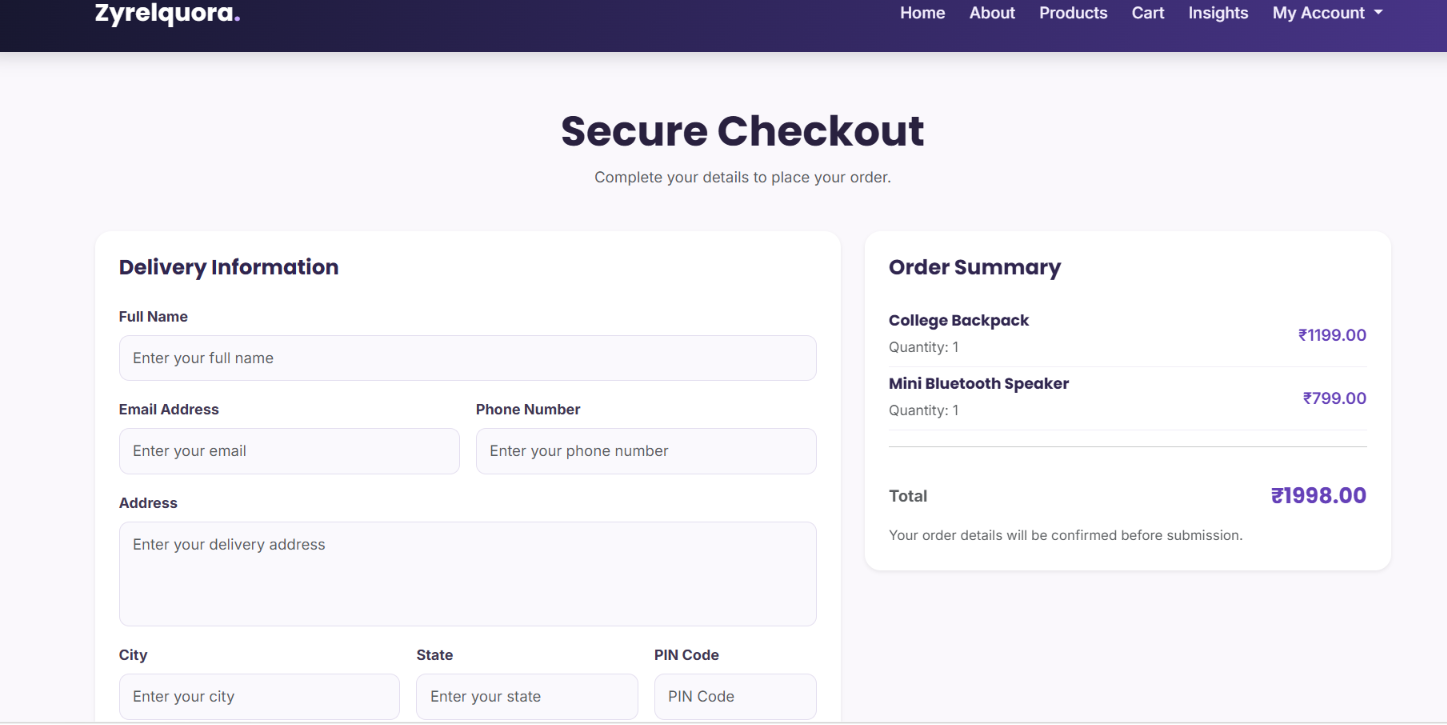 Zyrelquora.
Home About Products Cart Insights My Account
Secure Checkout
Complete your details to place your order.
Delivery Information
Full Name
Enter your full name
Email Address Phone Number
Enter your email Enter your phone number
Address
Enter your delivery address
City State PIN Code
Enter your city Enter your state PIN Code
Order Summary
College Backpack
Quantity: 1
₹1199.00
Mini Bluetooth Speaker
Quantity: 1
₹799.00
Total ₹1998.00
Your order details will be confirmed before submission.